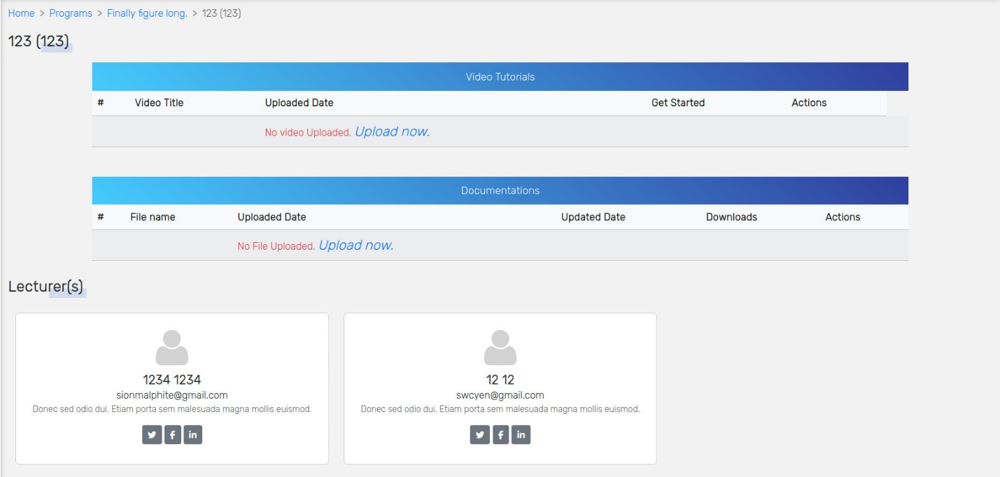 Home > Programs > Finally figure long. > 123 (123)
123 (123)
Video Tutorials
# Video Title Uploaded Date Get Started Actions
No video Uploaded. Upload now.
Documentations
# File name Uploaded Date Updated Date Downloads Actions
No File Uploaded. Upload now.
Lecturer(s)
1234 1234
sionmalphite@gmail.com
Donec sed odio dui. Etiam porta sem malesuada magna mollis euismod.
12 12
swcyen@gmail.com
Donec sed odio dui. Etiam porta sem malesuada magna mollis euismod.